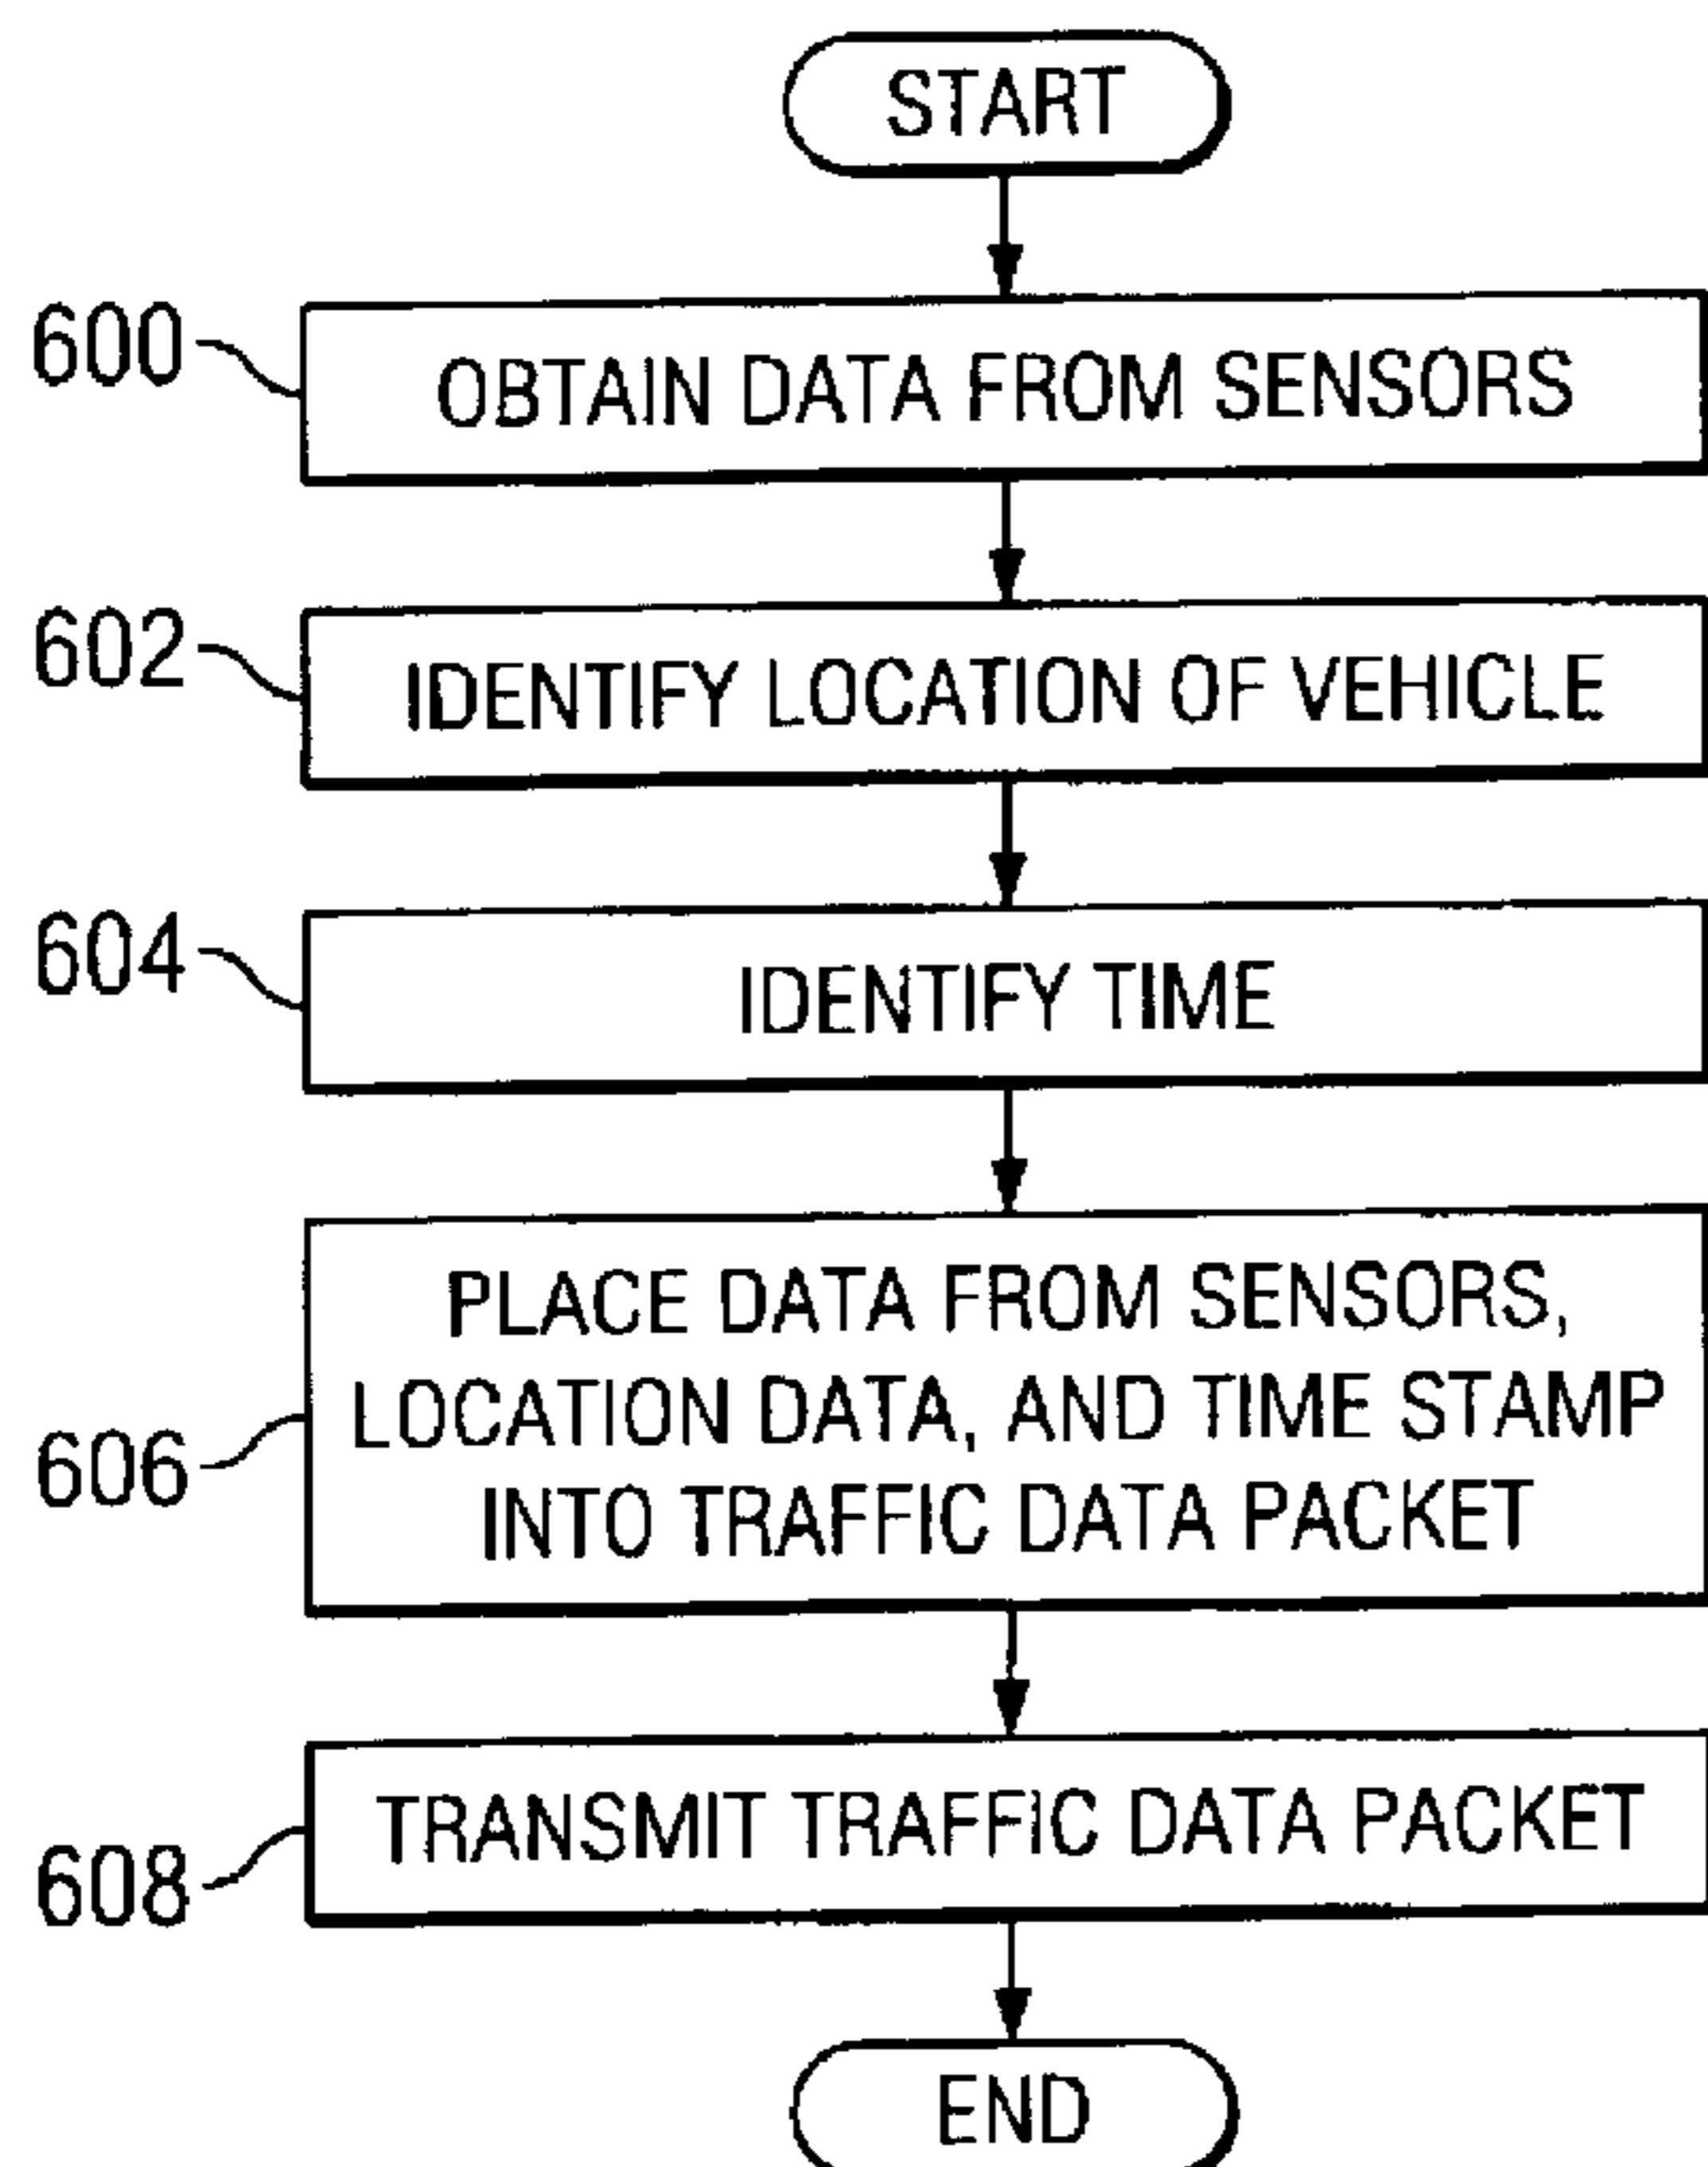 START
600
OBTAIN DATA FROM SENSORS
602
IDENTIFY LOCATION OF VEHICLE
604
IDENTIFY TIME
606
PLACE DATA FROM SENSORS,
LOCATION DATA, AND TIME STAMP
INTO TRAFFIC DATA PACKET
608
TRANSMIT TRAFFIC DATA PACKET
END